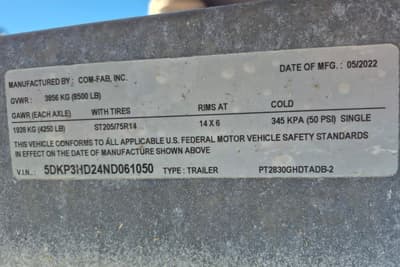 MANUFACTURED BY : COM-FAB, INC. DATE OF MFG. : 05/2022
GVWR : 3856 KG (8500 LB)
GAWR (EACH AXLE) WITH TIRES RIMS AT COLD
1928 KG (4250 LB) ST205/75R14 14 X 6 345 KPA (50 PSI) SINGLE
THIS VEHICLE CONFORMS TO ALL APPLICABLE U.S. FEDERAL MOTOR VEHICLE SAFETY STANDARDS
IN EFFECT ON THE DATE OF MANUFACTURE SHOWN ABOVE
V.I.N. : 5DKP3HD24ND061050 TYPE : TRAILER PT2830GHDTADB-2